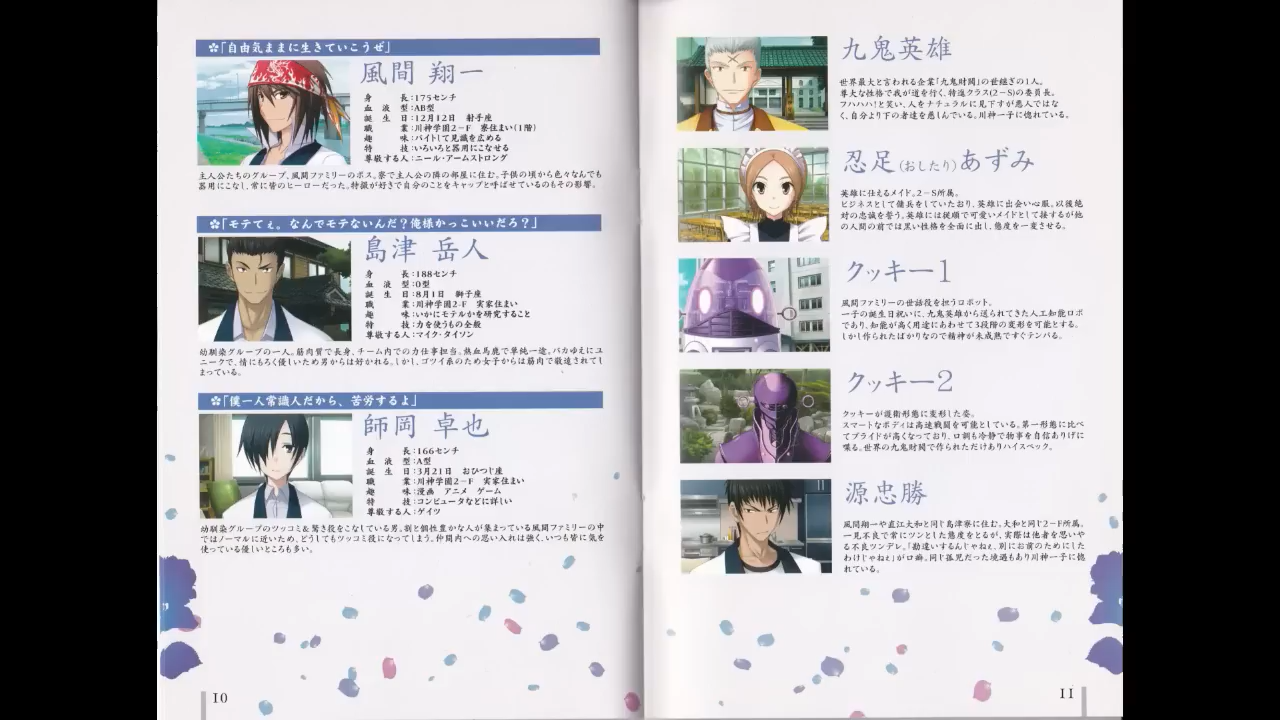 ✿「自由気ままに生きていこうぜ」
風間 翔一
身長:175センチ
血液型:AB型
誕生日:12月12日 射手座
職業:川神学園2-F 寮住まい(1階)
趣味:バイトして見識を広める
特技:いろいろと器用にこなせる
尊敬する人:ニール・アームストロング
主人公たちのグループ、風間ファミリーのボス。寮で主人公の隣の部屋に住む。子供の頃から色々なんでも
器用にこなし、常に皆のヒーローだった。特撮が好きで自分のことをキャップと呼ばせているのもその影響。
✿「モテてぇ。なんでモテないんだ?俺様かっこいいだろ?」
島津 岳人
身長:188センチ
血液型:O型
誕生日:8月1日 獅子座
職業:川神学園2-F 実家住まい
趣味:いかにモテルかを研究すること
特技:力を使うもの全般
尊敬する人:マイク・タイソン
幼馴染グループの一人。筋肉質で長身、チーム内での力仕事担当。熱血馬鹿で単純一途。バカゆえにユ
ニークで、情にもろく優しいため男からは好かれる。しかし、ゴツイ系のため女子からは筋肉で敬遠されてし
まっている。
✿「僕一人常識人だから、苦労するよ」
師岡 卓也
身長:166センチ
血液型:A型
誕生日:3月21日 おひつじ座
職業:川神学園2-F 実家住まい
趣味:漫画 アニメ ゲーム
特技:コンピュータなどに詳しい
尊敬する人:ゲイツ
幼馴染グループのツッコミ&驚き役をこなしている男。割と個性豊かな人が集まっている風間ファミリーの中
ではノーマルに近いため、どうしてもツッコミ役になってしまう。仲間内への思い入れは強く、いつも皆に気を
使っている優しいところも多い。
10
九鬼英雄
世界最大と言われる企業「九鬼財閥」の世継ぎの1人。
尊大な性格で我が道を行く、特進クラス(2-S)の委員長。
フハハハ!と笑い、人をナチュラルに見下すが悪人ではな
く、自分より下の者達を慈しんでいる。川神一子に惚れている。
忍足(おしたり)あずみ
英雄に仕えるメイド。2-S所属。
ビジネスとして傭兵をしていたおり、英雄に出会い心服。以後絶
対の忠誠を誓う。英雄には従順で可愛いメイドとして接するが他
の人間の前では黒い性格を全面に出し、態度を一変させる。
クッキー1
風間ファミリーの世話役を担うロボット。
一子の誕生日祝いに、九鬼英雄から送られてきた人工知能ロボ
であり、知能が高く用途にあわせて3段階の変形を可能とする。
しかし作られたばかりなので精神が未成熟ですぐテンパる。
クッキー2
クッキーが護衛形態に変形した姿。
スマートなボディは高速戦闘を可能としている。第一形態に比べ
てプライドが高くなっており、口調も冷静で物事を自信ありげに
喋る。世界の九鬼財閥で作られただけありハイスペック。
源忠勝
風間翔一や直江大和と同じ島津寮に住む。大和と同じ2-F所属。
一見不良で常にツンとした態度をとるが、実際は他者を思いや
る不良ツンデレ。「勘違いするんじゃねぇ、別にお前のためにした
わけじゃねぇ」が口癖。同じ孤児だった境遇もあり川神一子に惚
れている。
11